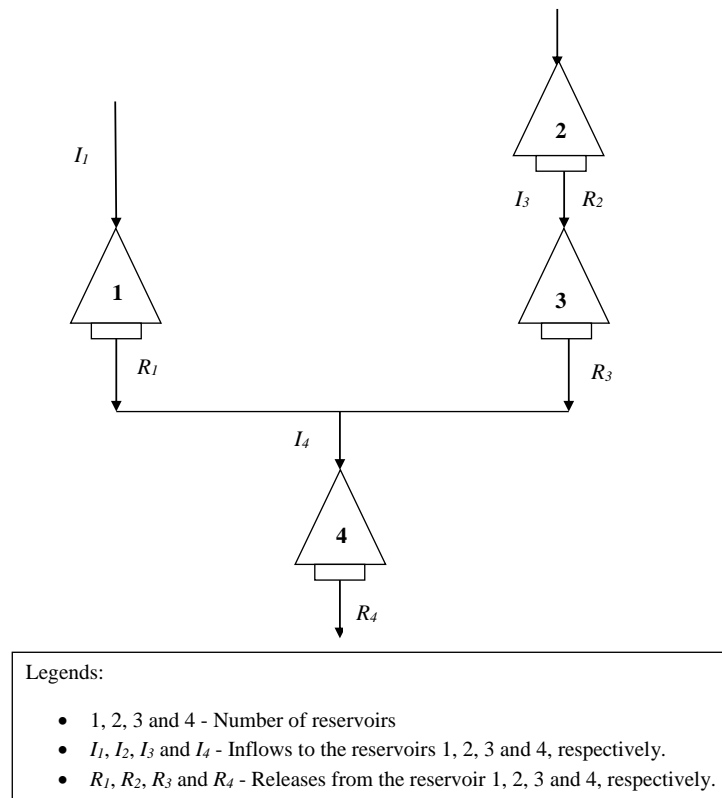 2
I1
I3 R2
1
3
R1
R3
I4
4
R4
Legends:
• 1, 2, 3 and 4 - Number of reservoirs
• I1, I2, I3 and I4 - Inflows to the reservoirs 1, 2, 3 and 4, respectively.
• R1, R2, R3 and R4 - Releases from the reservoir 1, 2, 3 and 4, respectively.